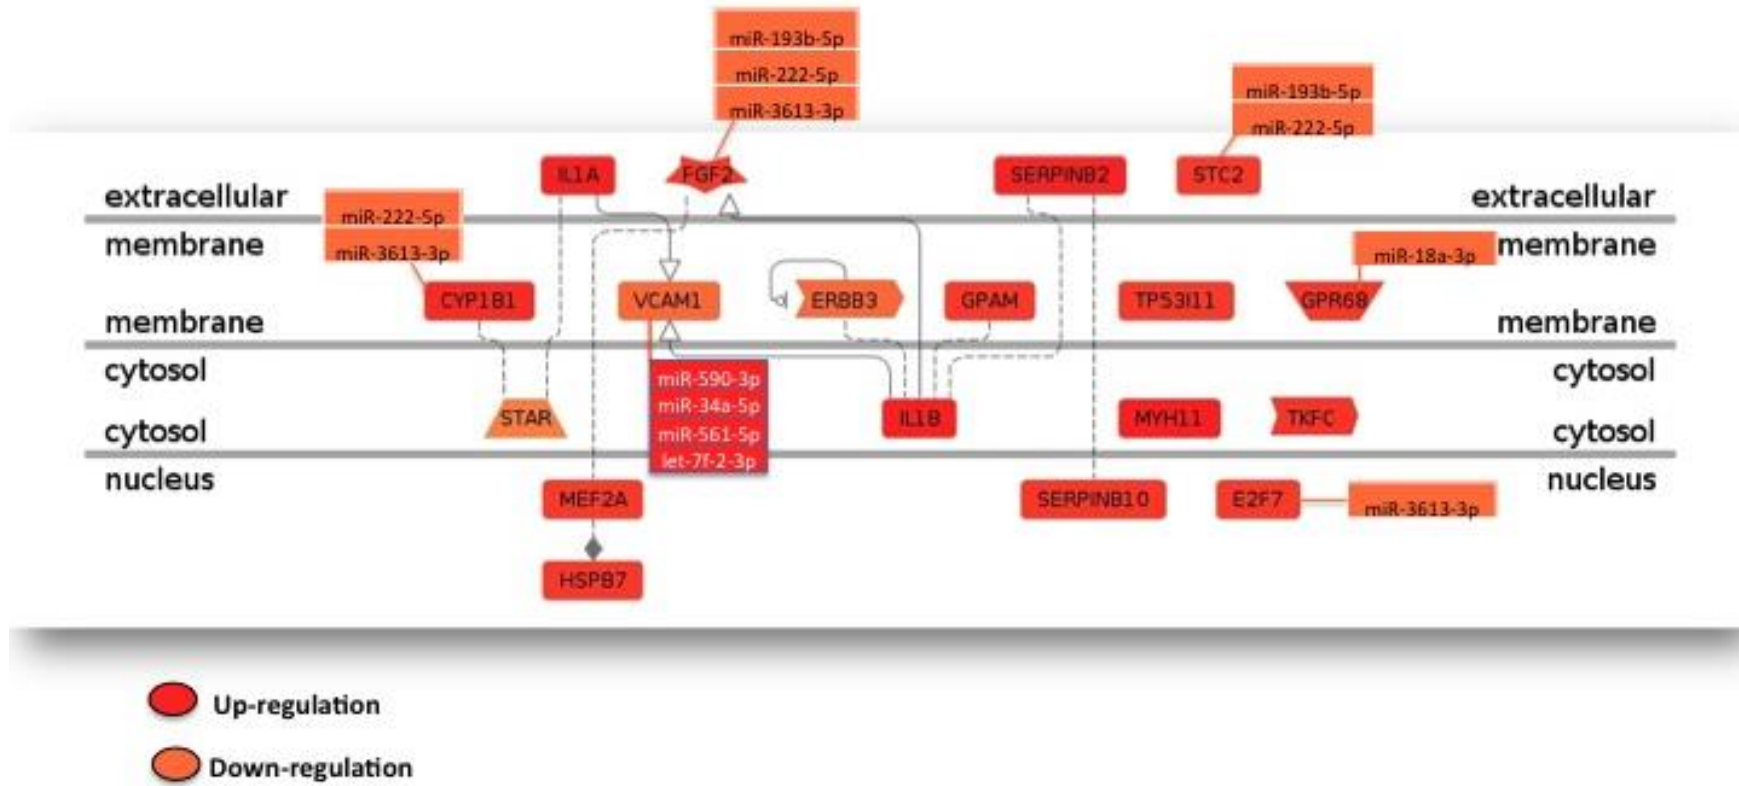 miR-193b-5p
miR-222-5p
miR-3613-3p
miR-193b-5p
miR-222-5p
IL1A
FGF2
SERPINB2
STC2
extracellular
extracellular
miR-222-5p
miR-3613-3p
membrane
miR-18a-3p
membrane
CYP1B1
VCAM1
ERBB3
GPAM
TP53I11
GPR68
membrane
membrane
cytosol
cytosol
miR-590-3p
miR-34a-5p
miR-561-5p
let-7f-2-3p
STAR
IL1B
MYH11
TKFC
cytosol
cytosol
nucleus
nucleus
MEF2A
SERPINB10
E2F7
miR-3613-3p
HSPB7
Up-regulation
Down-regulation